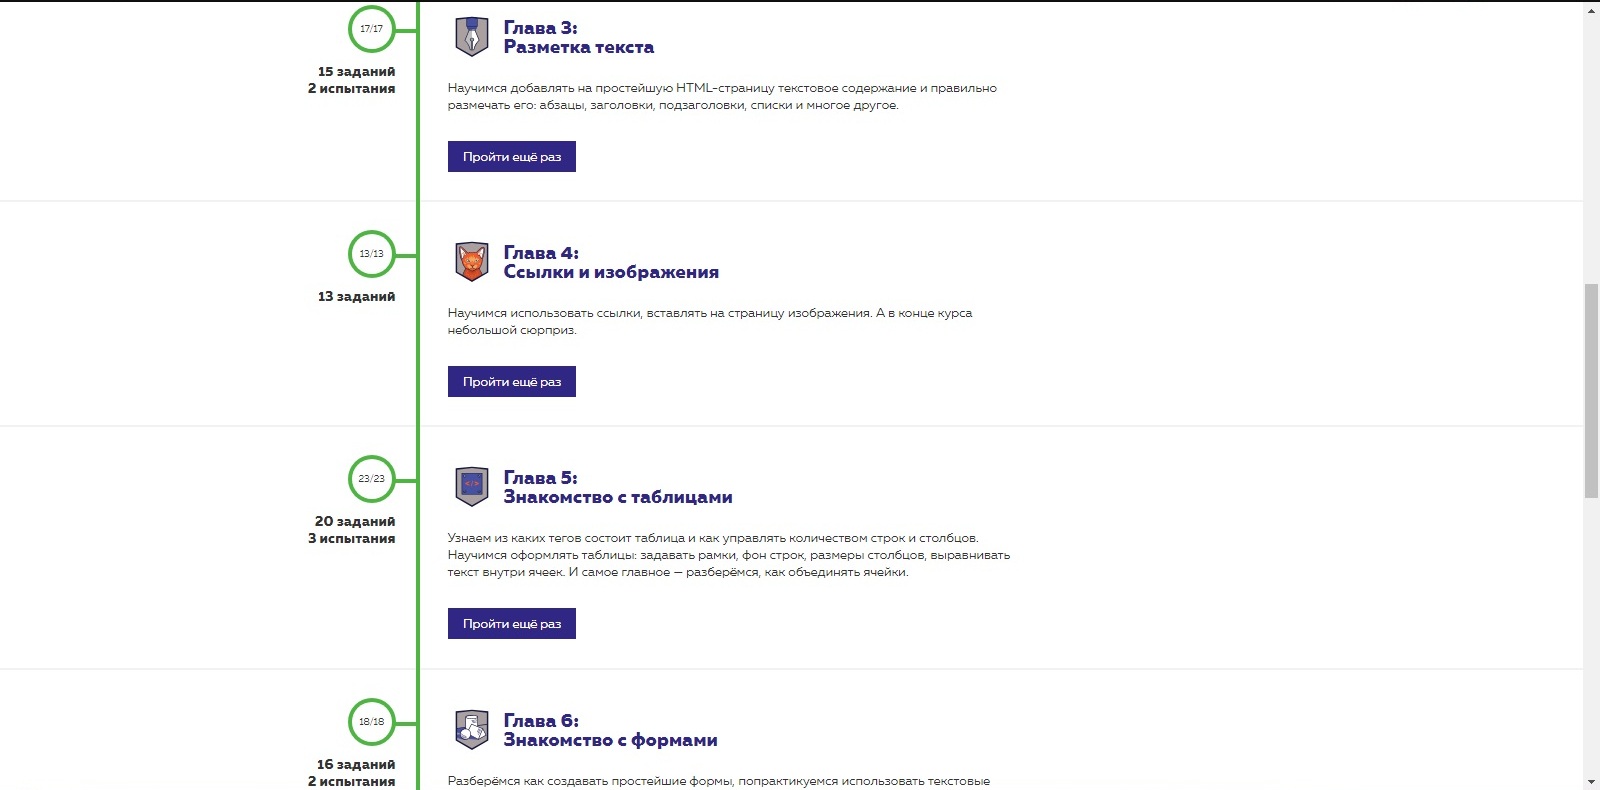 17/17
15 заданий
2 испытания
Глава 3:
Разметка текста
Научимся добавлять на простейшую HTML-страницу текстовое содержание и правильно
размечать его: абзацы, заголовки, подзаголовки, списки и многое другое.
Пройти ещё раз
13/13
13 заданий
Глава 4:
Ссылки и изображения
Научимся использовать ссылки, вставлять на страницу изображения. А в конце курса
небольшой сюрприз.
Пройти ещё раз
23/23
20 заданий
3 испытания
Глава 5:
Знакомство с таблицами
Узнаем из каких тегов состоит таблица и как управлять количеством строк и столбцов.
Научимся оформлять таблицы: задавать рамки, фон строк, размеры столбцов, выравнивать
текст внутри ячеек. И самое главное — разберёмся, как объединять ячейки.
Пройти ещё раз
18/18
16 заданий
2 испытания
Глава 6:
Знакомство с формами
Разберёмся как создавать простейшие формы, попрактикуемся использовать текстовые